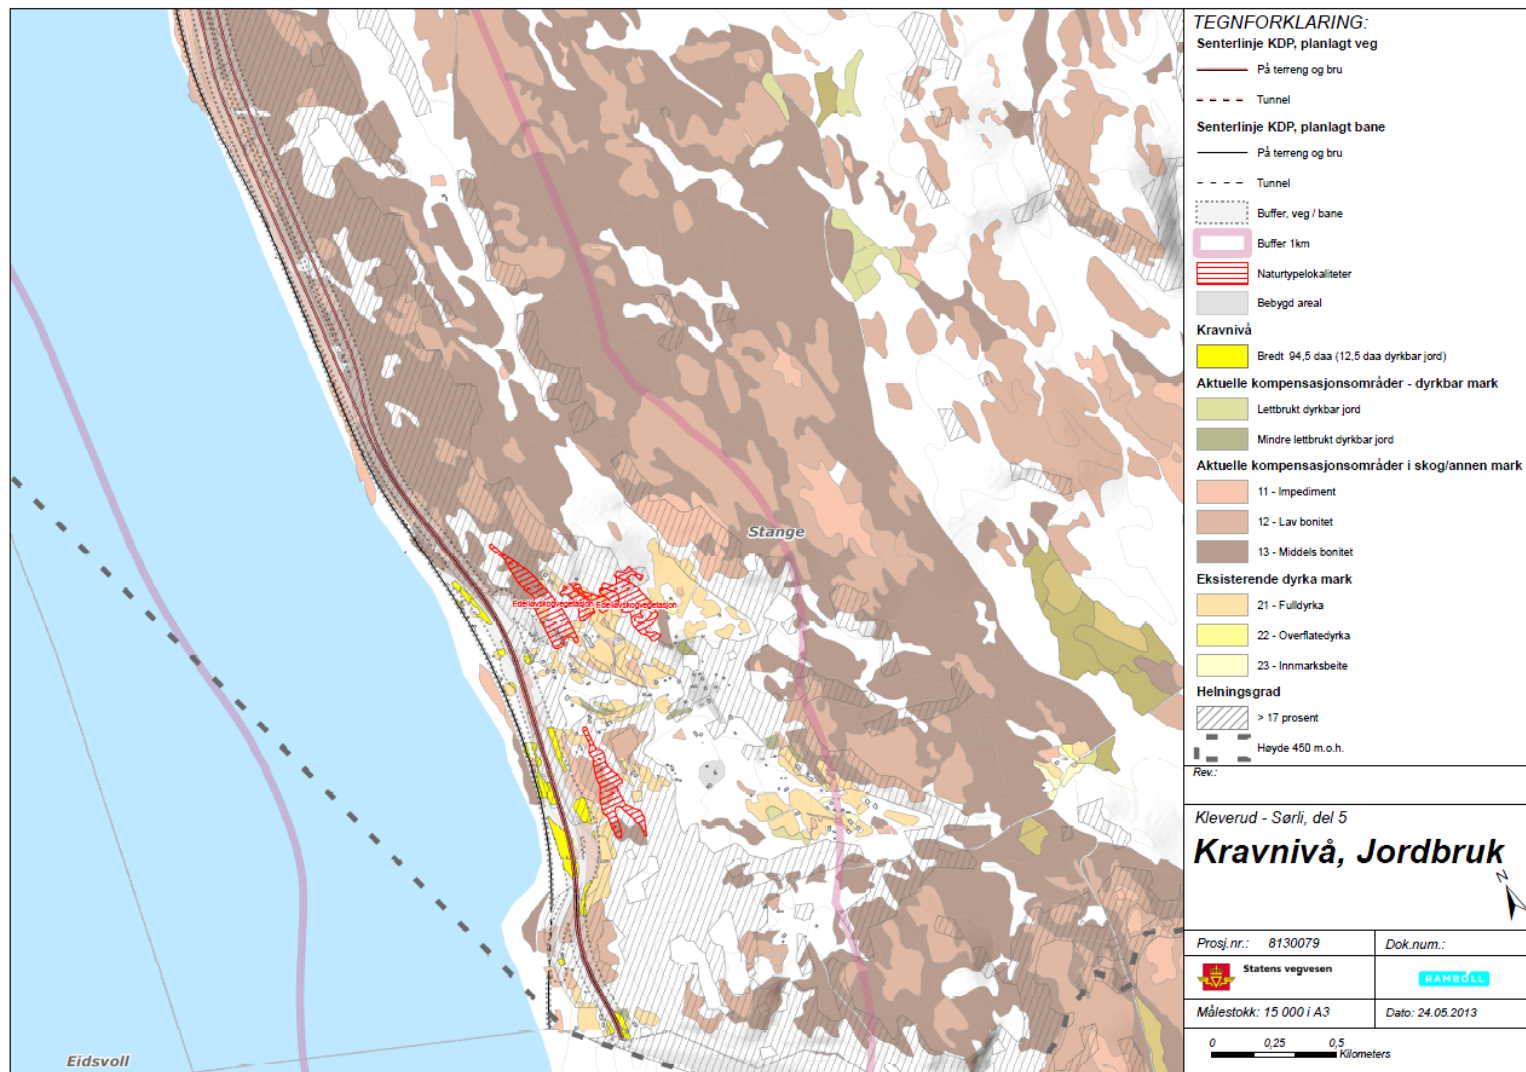 Stange
Edelløvskogvegetasjon
Edelløvskogvegetasjon
Eidsvoll
TEGNFORKLARING:
Senterlinje KDP, planlagt veg
På terreng og bru
Tunnel
Senterlinje KDP, planlagt bane
På terreng og bru
Tunnel
Buffer, veg / bane
Buffer 1km
Naturtypelokaliteter
Bebygd areal
Kravnivå
Bredt 94,5 daa (12,5 daa dyrkbar jord)
Aktuelle kompensasjonsområder - dyrkbar mark
Lettbrukt dyrkbar jord
Mindre lettbrukt dyrkbar jord
Aktuelle kompensasjonsområder i skog/annen mark
11 - Impediment
12 - Lav bonitet
13 - Middels bonitet
Eksisterende dyrka mark
21 - Fulldyrka
22 - Overflatedyrka
23 - Innmarksbeite
Helningsgrad
> 17 prosent
Høyde 450 m.o.h.
Rev.:
Kleverud - Sørli, del 5
Kravnivå, Jordbruk
N
Prosj.nr.: 8130079
Dok.num.:
Statens vegvesen
RAMBOLL
Målestokk: 15 000 i A3
Dato: 24.05.2013
0 0,25 0,5
Kilometers